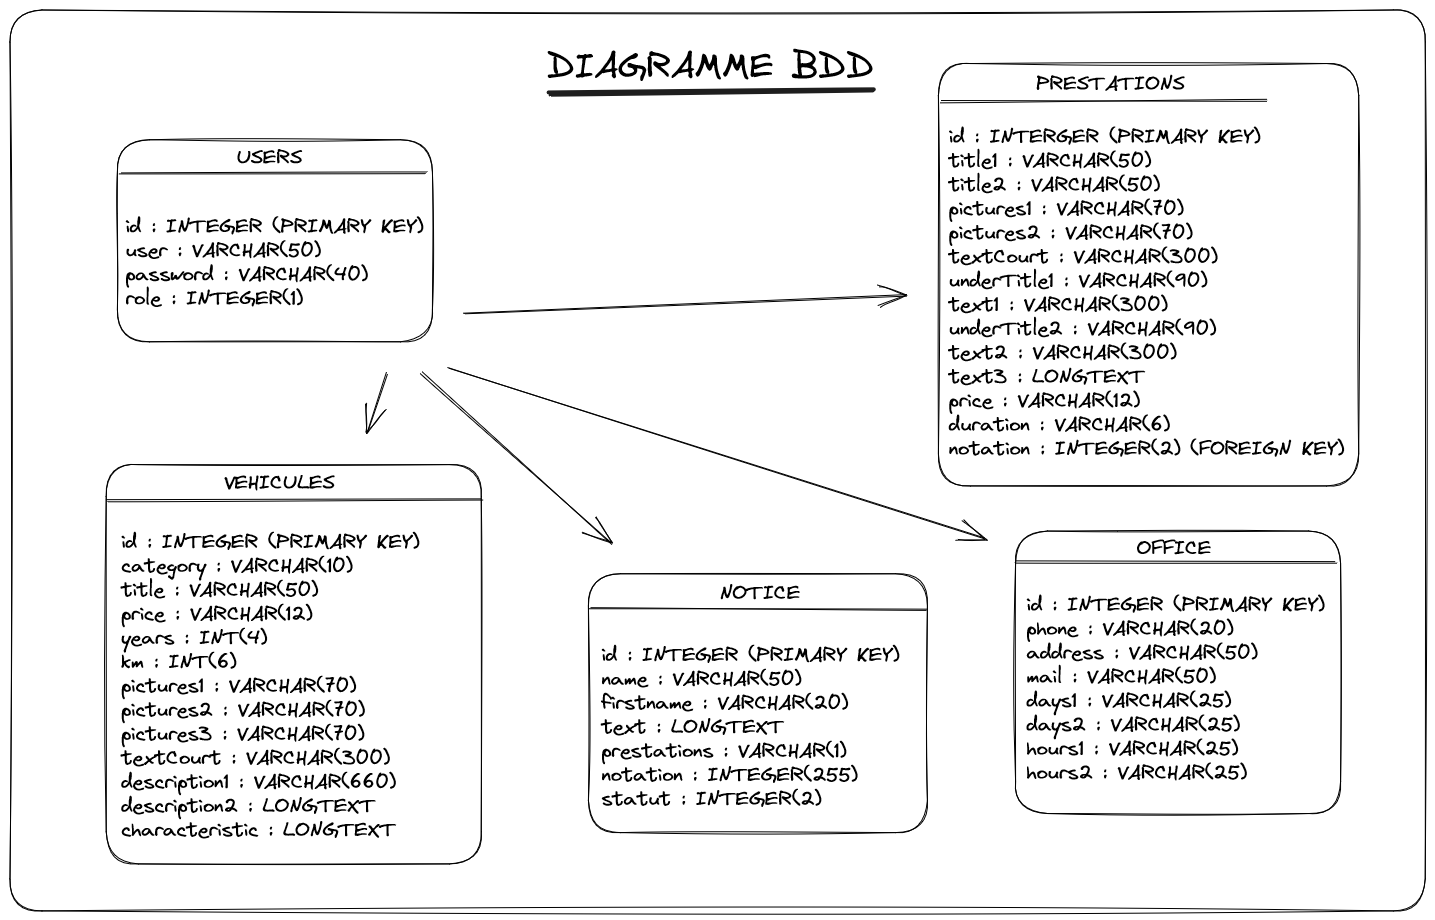 DIAGRAMME BDD
USERS
id : INTEGER (PRIMARY KEY)
user : VARCHAR(50)
password : VARCHAR(40)
role : INTEGER(1)
PRESTATIONS
id : INTERGER (PRIMARY KEY)
title1 : VARCHAR(50)
title2 : VARCHAR(50)
pictures1 : VARCHAR(70)
pictures2 : VARCHAR(70)
textCourt : VARCHAR(300)
underTitle1 : VARCHAR(90)
text1 : VARCHAR(300)
underTitle2 : VARCHAR(90)
text2 : VARCHAR(300)
text3 : LONGTEXT
price : VARCHAR(12)
duration : VARCHAR(6)
notation : INTEGER(2) (FOREIGN KEY)
VEHICULES
id : INTEGER (PRIMARY KEY)
category : VARCHAR(10)
title : VARCHAR(50)
price : VARCHAR(12)
years : INT(4)
km : INT(6)
pictures1 : VARCHAR(70)
pictures2 : VARCHAR(70)
pictures3 : VARCHAR(70)
textCourt : VARCHAR(300)
description1 : VARCHAR(660)
description2 : LONGTEXT
characteristic : LONGTEXT
NOTICE
id : INTEGER (PRIMARY KEY)
name : VARCHAR(50)
firstname : VARCHAR(20)
text : LONGTEXT
prestations : VARCHAR(1)
notation : INTEGER(255)
statut : INTEGER(2)
OFFICE
id : INTEGER (PRIMARY KEY)
phone : VARCHAR(20)
address : VARCHAR(50)
mail : VARCHAR(50)
days1 : VARCHAR(25)
days2 : VARCHAR(25)
hours1 : VARCHAR(25)
hours2 : VARCHAR(25)